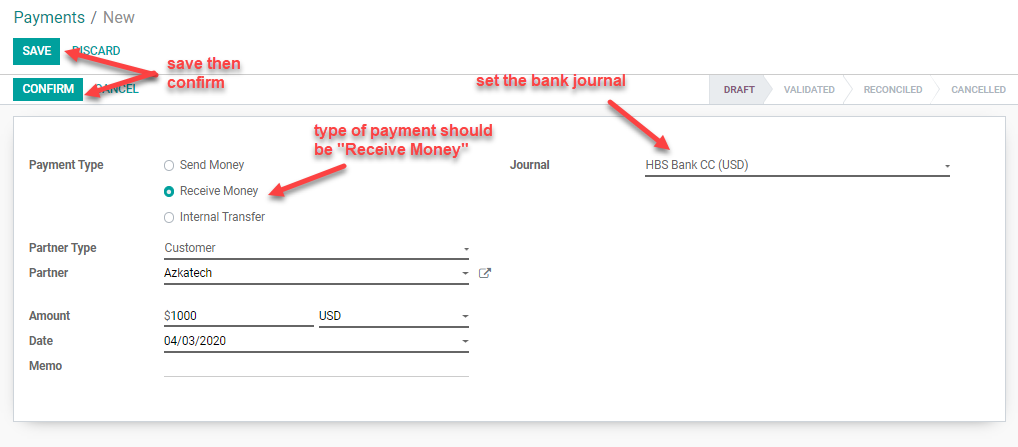 Payments / New
SAVE DISCARD
save then
confirm
CONFIRM CANCEL
set the bank journal
DRAFT VALIDATED RECONCILED CANCELLED
type of payment should
be "Receive Money"
Payment Type Send Money
Journal HBS Bank CC (USD)
Receive Money
Internal Transfer
Partner Type Customer
Partner Azkatech
Amount $1000 USD
Date 04/03/2020
Memo